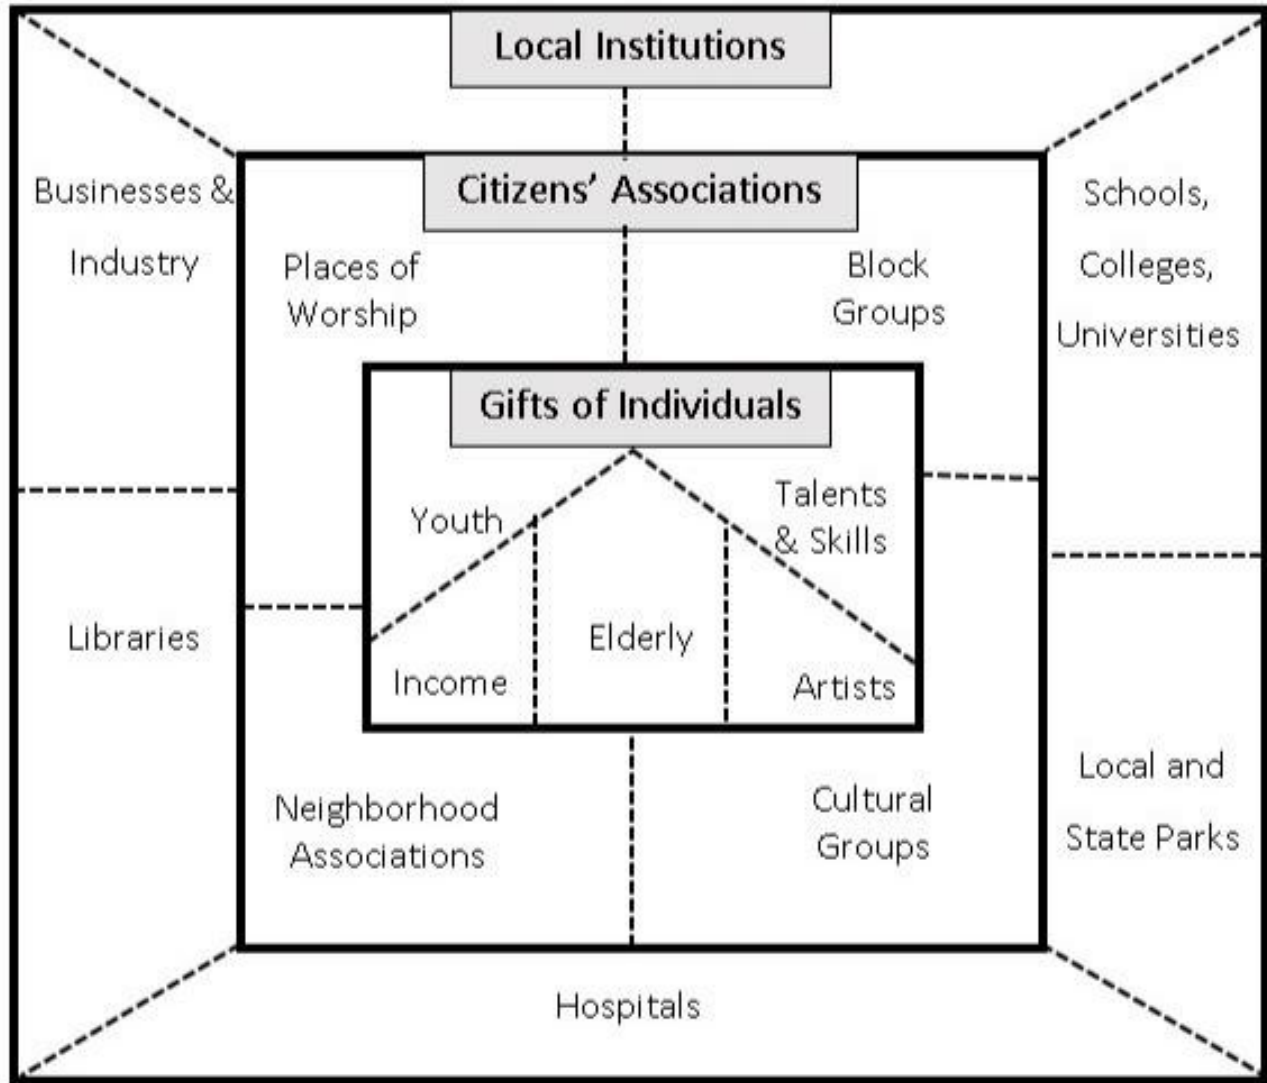 Local Institutions
Citizens’ Associations
Businesses &
Industry
Places of
Worship
Block
Groups
Schools,
Colleges,
Universities
Gifts of Individuals
Youth
Talents
& Skills
Income
Elderly
Artists
Libraries
Neighborhood
Associations
Cultural
Groups
Local and
State Parks
Hospitals